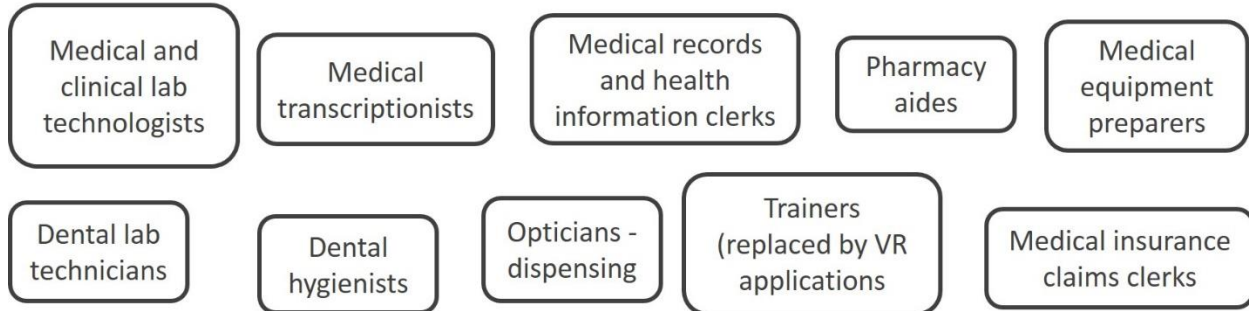 Medical and
clinical lab
technologists
Medical
transcriptionists
Medical records
and health
information clerks
Pharmacy
aides
Medical
equipment
preparers
Dental lab
technicians
Dental
hygienists
Opticians -
dispensing
Trainers
(replaced by VR
applications
Medical insurance
claims clerks